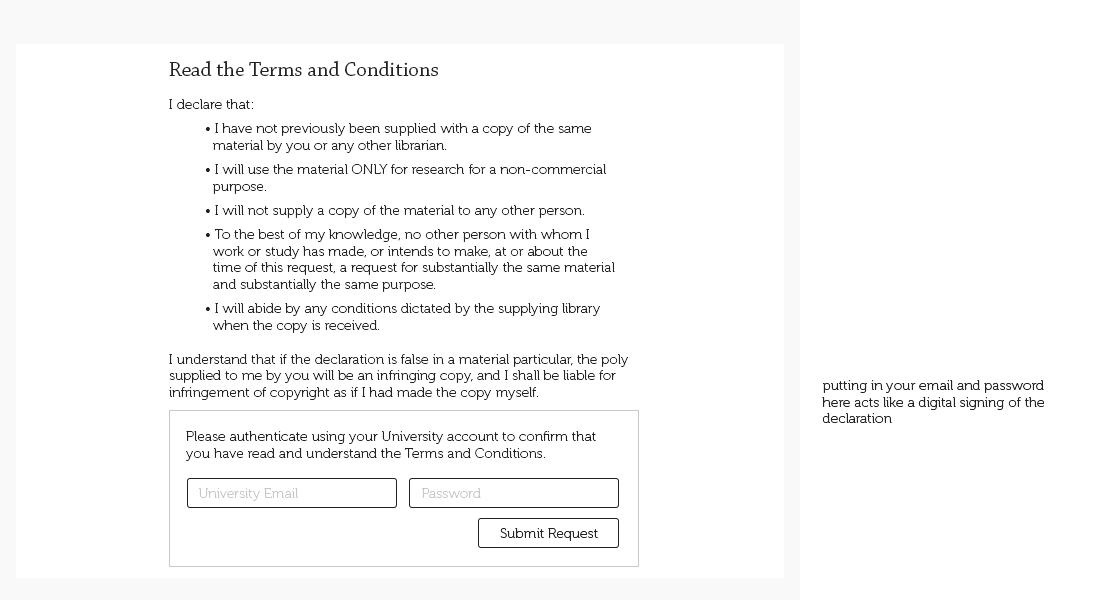 Read the Terms and Conditions
I declare that:
• I have not previously been supplied with a copy of the same
material by you or any other librarian.
• I will use the material ONLY for research for a non-commercial
purpose.
• I will not supply a copy of the material to any other person.
• To the best of my knowledge, no other person with whom I
work or study has made, or intends to make, at or about the
time of this request, a request for substantially the same material
and substantially the same purpose.
• I will abide by any conditions dictated by the supplying library
when the copy is received.
I understand that if the declaration is false in a material particular, the poly
supplied to me by you will be an infringing copy, and I shall be liable for
infringement of copyright as if I had made the copy myself.
Please authenticate using your University account to confirm that
you have read and understand the Terms and Conditions.
University Email
Password
Submit Request
putting in your email and password
here acts like a digital signing of the
declaration